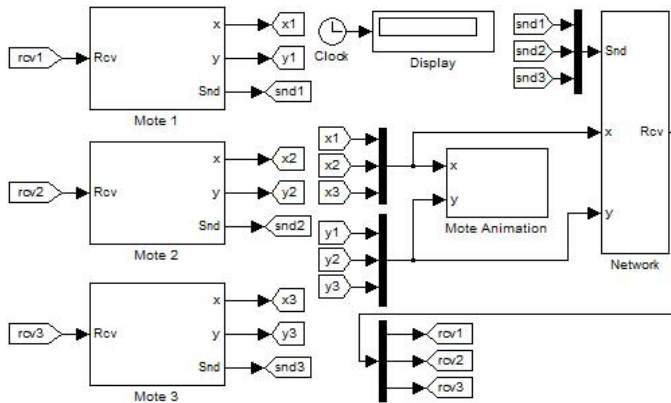 x
x1
rcv1
Rcv
y
y1
Snd
snd1
Mote 1
Clock
Display
snd1
snd2
snd3
Snd
x
Rcv
y
Network
x
x2
rcv2
Rcv
y
y2
Snd
snd2
Mote 2
x1
x2
x3
x
y
Mote Animation
y1
y2
y3
x
x3
rcv3
Rcv
y
y3
Snd
snd3
Mote 3
rcv1
rcv2
rcv3